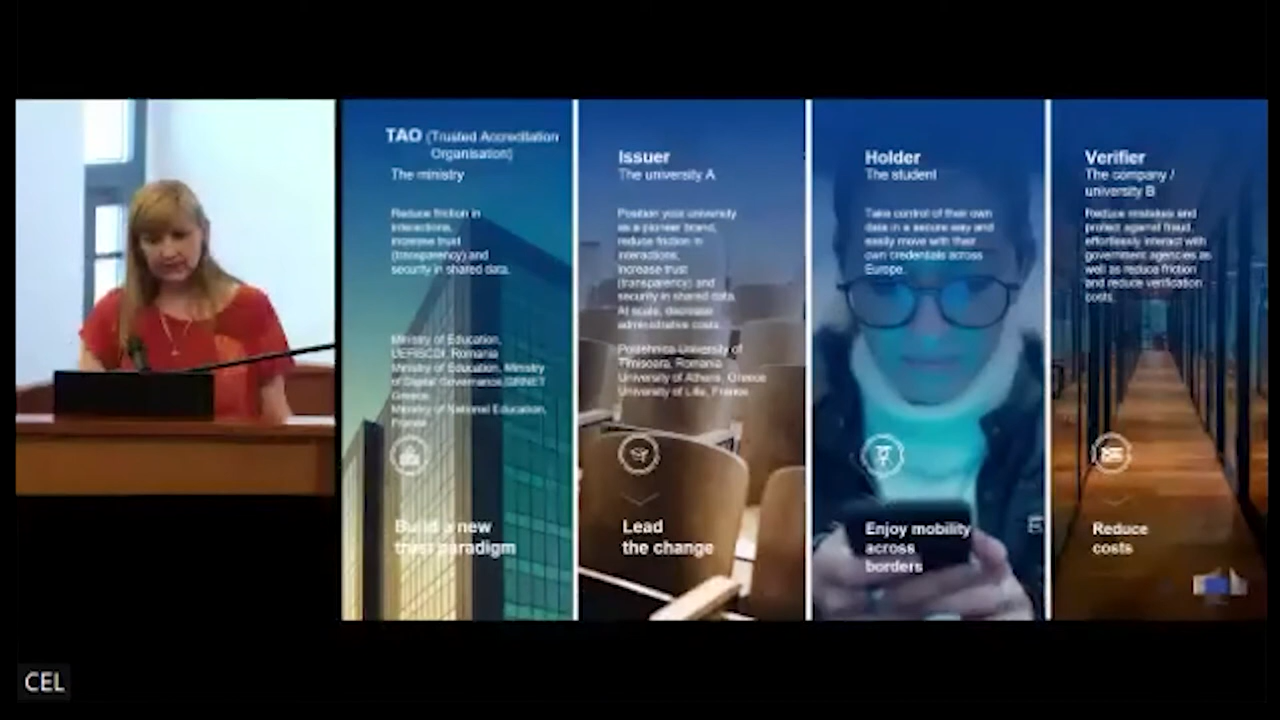 TAO (Trusted Accreditation
Organisation)
The ministry
Reduce friction in
interactions,
increase trust
(transparency) and
security in shared data.
Ministry of Education,
UEFISCDI, Romania
Ministry of Education, Ministry
of Digital Governance, GRNET
Greece
Ministry of National Education,
France
Build a new
trust paradigm
Issuer
The university A
Position your university
as a pioneer brand,
reduce friction in
interactions,
increase trust
(transparency) and
security in shared data.
At scale, decrease
administrative costs.
Politehnica University of
Timisoara, Romania
University of Athens, Greece
University of Lille, France
Lead
the change
Holder
The student
Take control of their own
data in a secure way and
easily move with their
own credentials across
Europe.
Enjoy mobility
across
borders
Verifier
The company /
university B
Reduce mistakes and
protect against fraud,
effortlessly interact with
government agencies as
well as reduce friction
and reduce verification
costs.
Reduce
costs
CEL